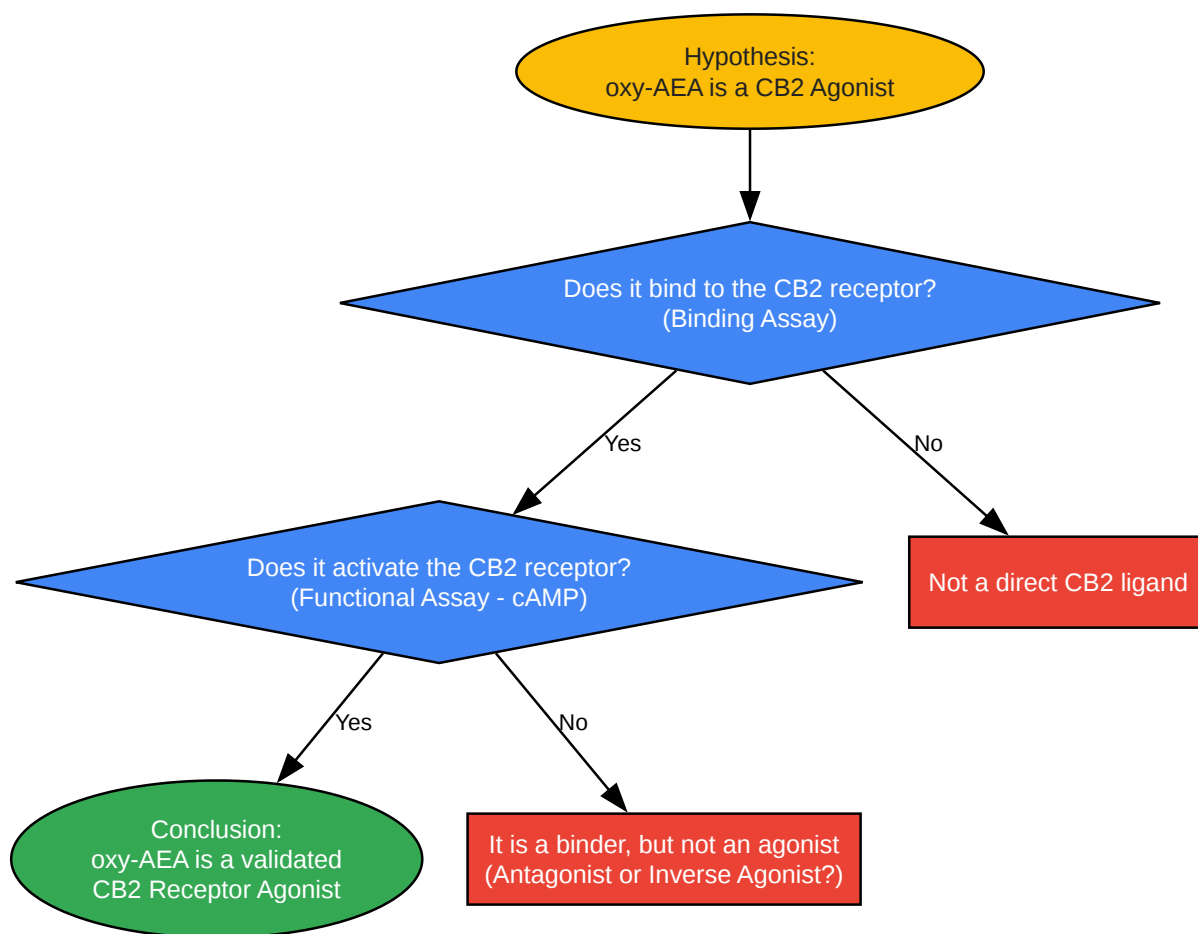 Hypothesis:
oxy-AEA is a CB2 Agonist
Does it bind to the CB2 receptor?
(Binding Assay)
Yes
No
Does it activate the CB2 receptor?
(Functional Assay - cAMP)
Not a direct CB2 ligand
Yes
No
Conclusion:
oxy-AEA is a validated
CB2 Receptor Agonist
It is a binder, but not an agonist
(Antagonist or Inverse Agonist?)